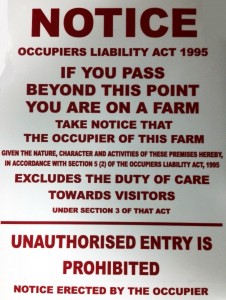 NOTICE
OCCUPIERS LIABILITY ACT 1995
IF YOU PASS
BEYOND THIS POINT
YOU ARE ON A FARM
TAKE NOTICE THAT
THE OCCUPIER OF THIS FARM
GIVEN THE NATURE, CHARACTER AND ACTIVITIES OF THESE PREMISES HEREBY,
IN ACCORDANCE WITH SECTION 5 (2) OF THE OCCUPIERS LIABILITY ACT, 1995
EXCLUDES THE DUTY OF CARE
TOWARDS VISITORS
UNDER SECTION 3 OF THAT ACT
UNAUTHORISED ENTRY IS
PROHIBITED
NOTICE ERECTED BY THE OCCUPIER